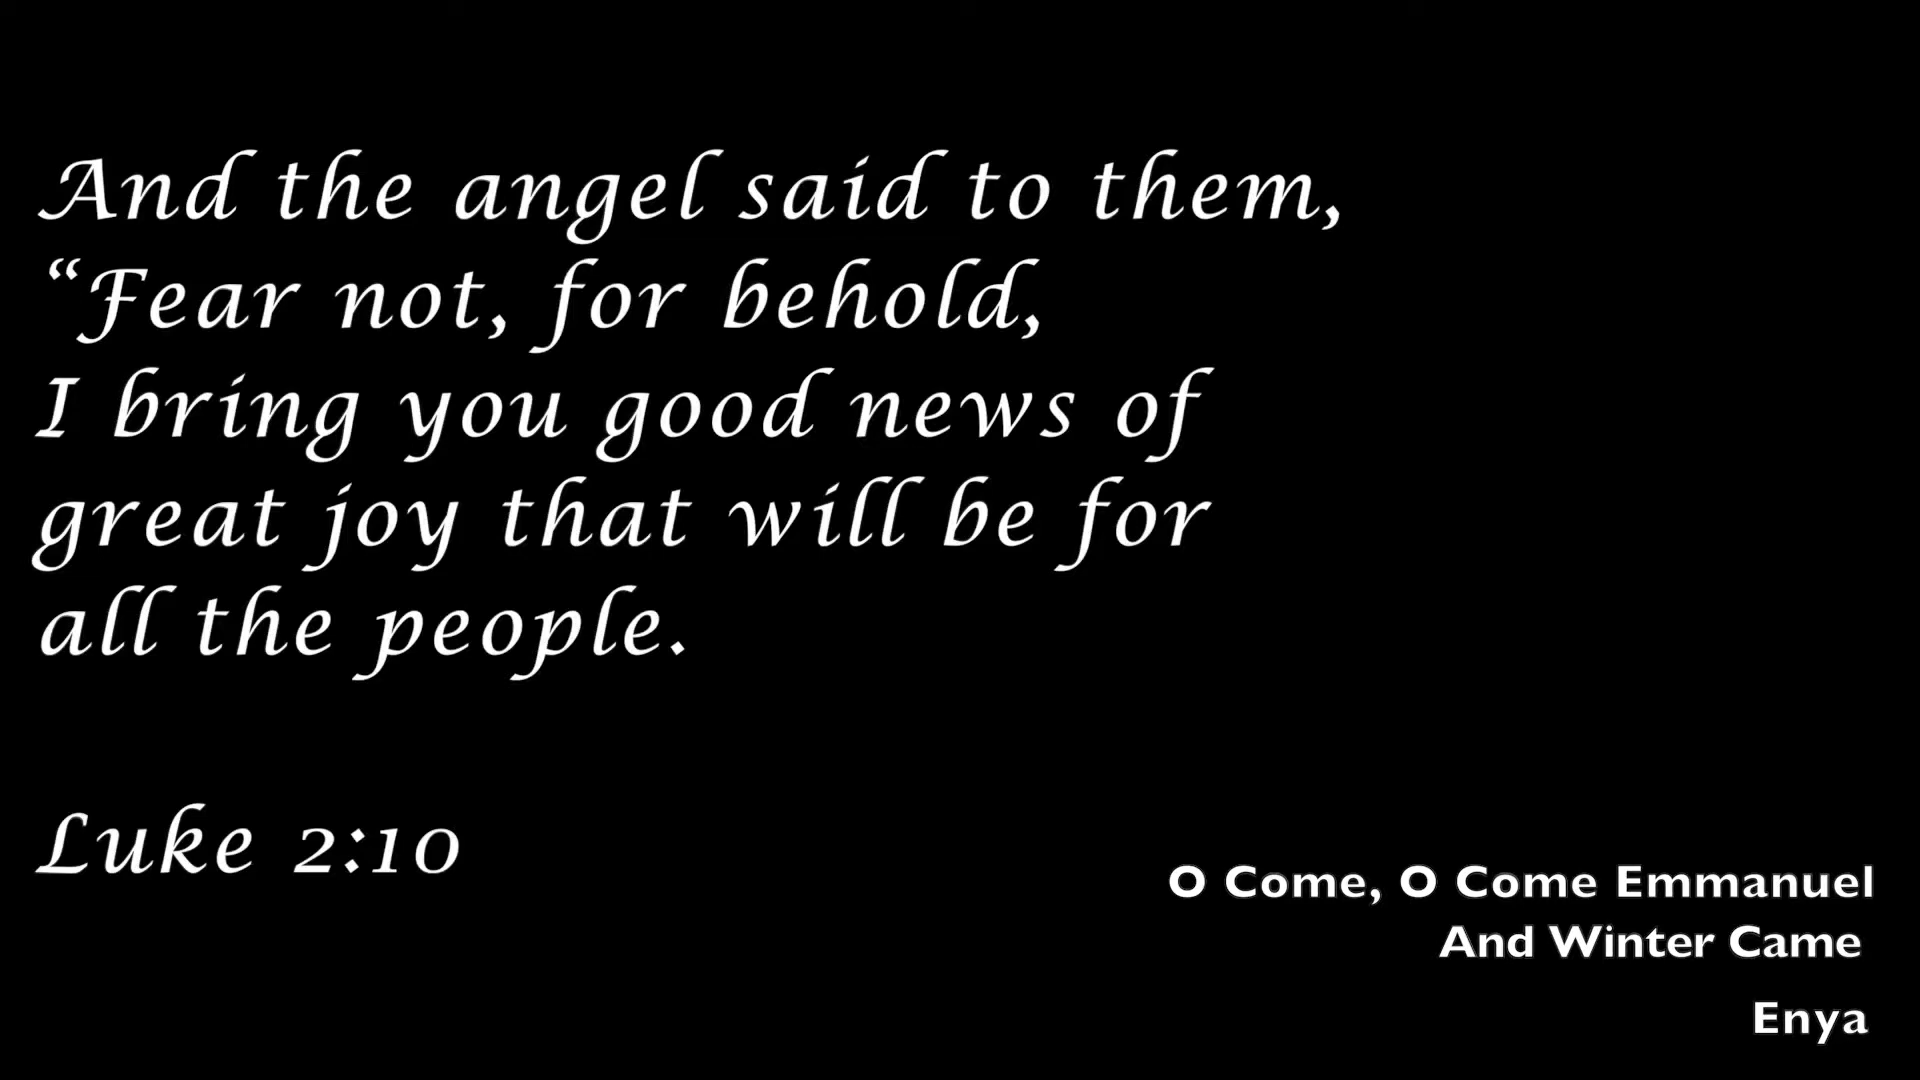 And the angel said to them,
“Fear not, for behold,
I bring you good news of
great joy that will be for
all the people.
Luke 2:10
O Come, O Come Emmanuel
And Winter Came
Enya